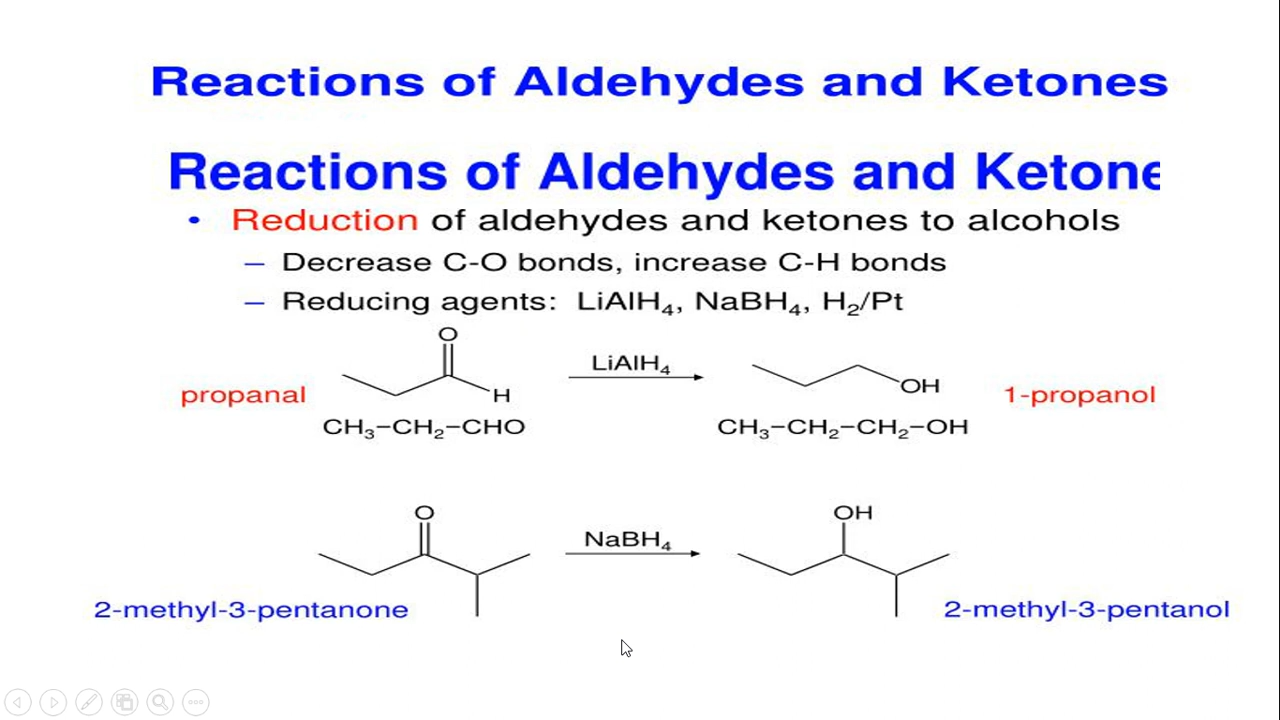 Reactions of Aldehydes and Ketones
Reactions of Aldehydes and Ketone
• Reduction of aldehydes and ketones to alcohols
– Decrease C-O bonds, increase C-H bonds
– Reducing agents: LiAlH₄, NaBH₄, H₂/Pt
O
LiAlH₄
propanal
H
OH
1-propanol
CH₃–CH₂–CHO
CH₃–CH₂–CH₂–OH
O
OH
NaBH₄
2-methyl-3-pentanone
2-methyl-3-pentanol